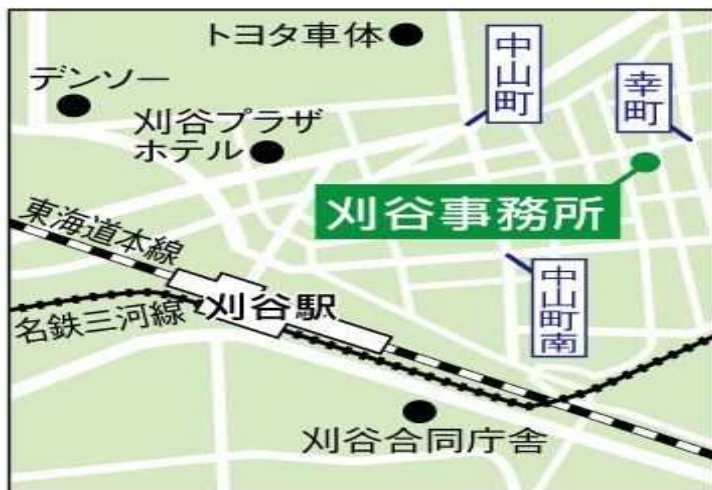 トヨタ車体
中山町
幸町
デンソー
刈谷プラザ
ホテル
刈谷事務所
東海道本線
中山町南
刈谷駅
名鉄三河線
刈谷合同庁舎